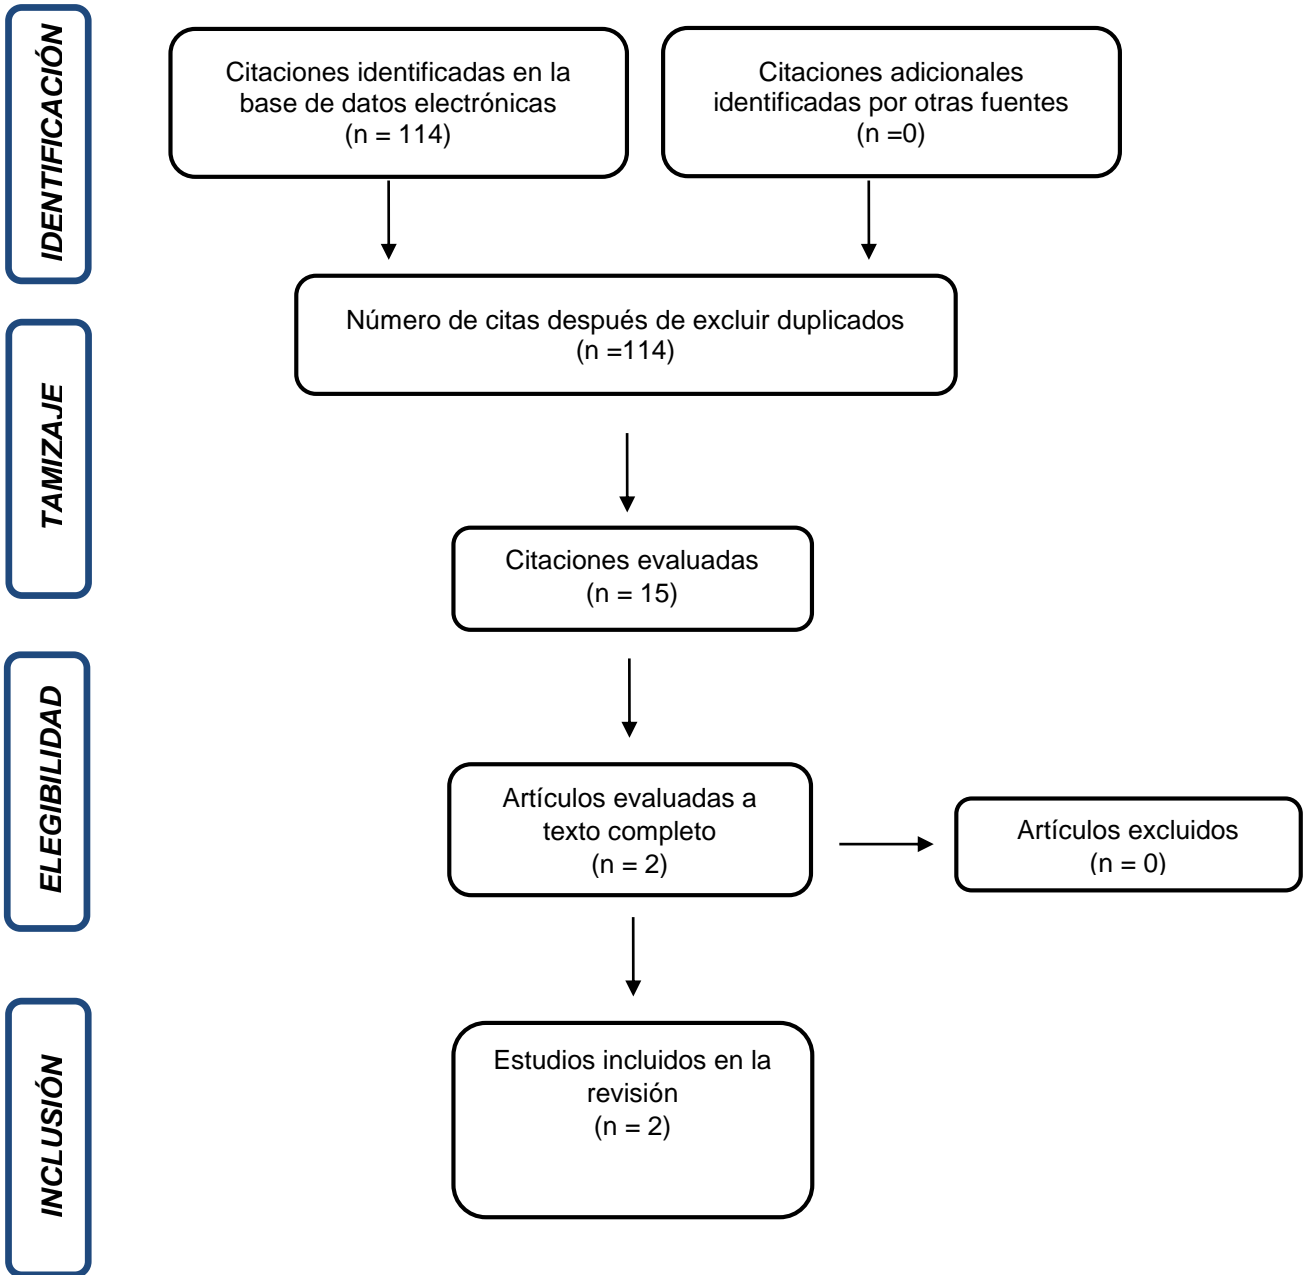 IDENTIFICACIÓN
Citaciones identificadas en la
base de datos electrónicas
(n = 114)
Citaciones adicionales
identificadas por otras fuentes
(n =0)
Número de citas después de excluir duplicados
(n =114)
TAMIZAJE
Citaciones evaluadas
(n = 15)
ELEGIBILIDAD
Artículos evaluadas a
texto completo
(n = 2)
Artículos excluidos
(n = 0)
INCLUSIÓN
Estudios incluidos en la
revisión
(n = 2)